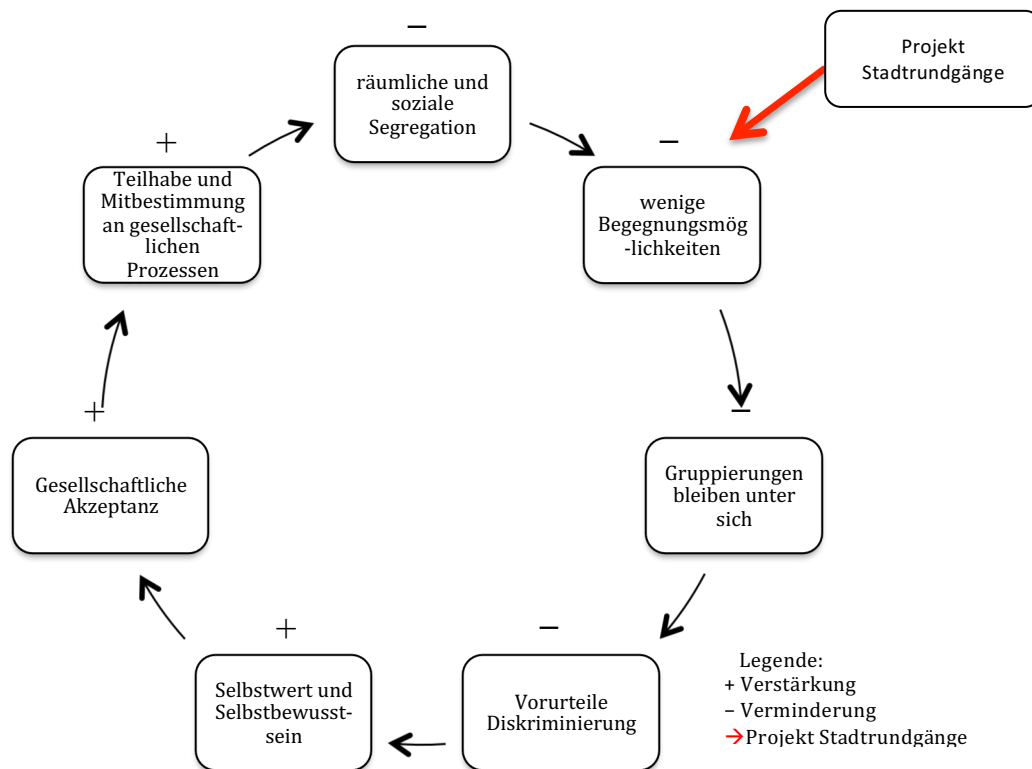 Projekt
Stadtrundgänge
–
räumliche und
soziale
Segregation
–
wenige
Begegnungsmög
-lichkeiten
–
Gruppierungen
bleiben unter
sich
–
Vorurteile
Diskriminierung
+
Selbstwert und
Selbstbewusst-
sein
+
Gesellschaftliche
Akzeptanz
+
Teilhabe und
Mitbestimmung
an gesellschaft-
lichen
Prozessen
Legende:
+ Verstärkung
– Verminderung
→Projekt Stadtrundgänge